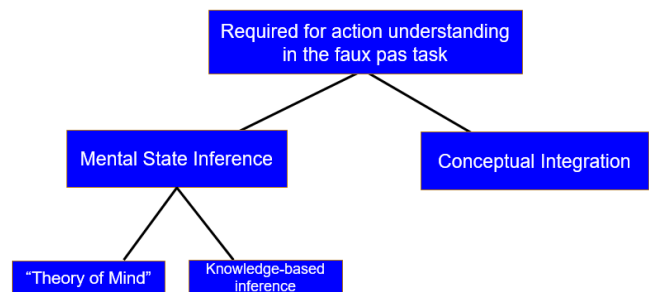 Required for action understanding
in the faux pas task
Mental State Inference
Conceptual Integration
“Theory of Mind”
Knowledge-based
inference